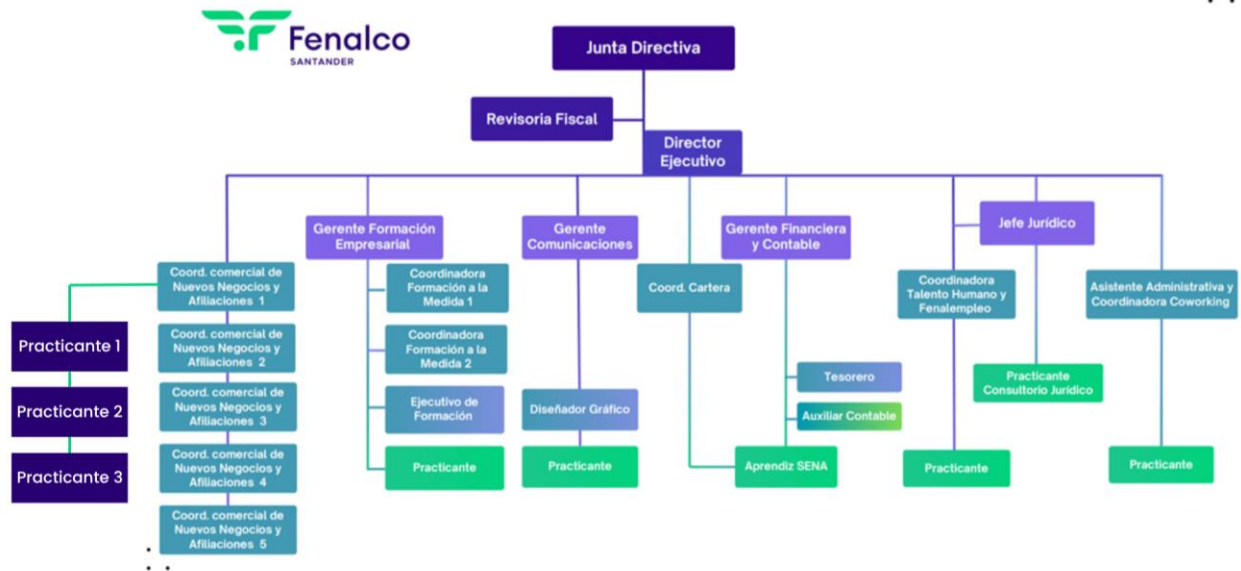 Fenalco
SANTANDER
Junta Directiva
Revisoria Fiscal
Director
Ejecutivo
Gerente Formación
Empresarial
Gerente
Comunicaciones
Gerente Financiera
y Contable
Jefe Jurídico
Coord. comercial de
Nuevos Negocios y
Afiliaciones 1
Coordinadora
Formación a la
Medida 1
Coord. Cartera
Coordinadora
Talento Humano y
Fenalempleo
Asistente Administrativa y
Coordinadora Coworking
Practicante 1
Coord. comercial de
Nuevos Negocios y
Afiliaciones 2
Coordinadora
Formación a la
Medida 2
Tesorero
Practicante
Consultorio Jurídico
Practicante 2
Coord. comercial de
Nuevos Negocios y
Afiliaciones 3
Ejecutivo de
Formación
Diseñador Gráfico
Auxiliar Contable
Practicante 3
Coord. comercial de
Nuevos Negocios y
Afiliaciones 4
Practicante
Practicante
Aprendiz SENA
Practicante
Practicante
Coord. comercial de
Nuevos Negocios y
Afiliaciones 5